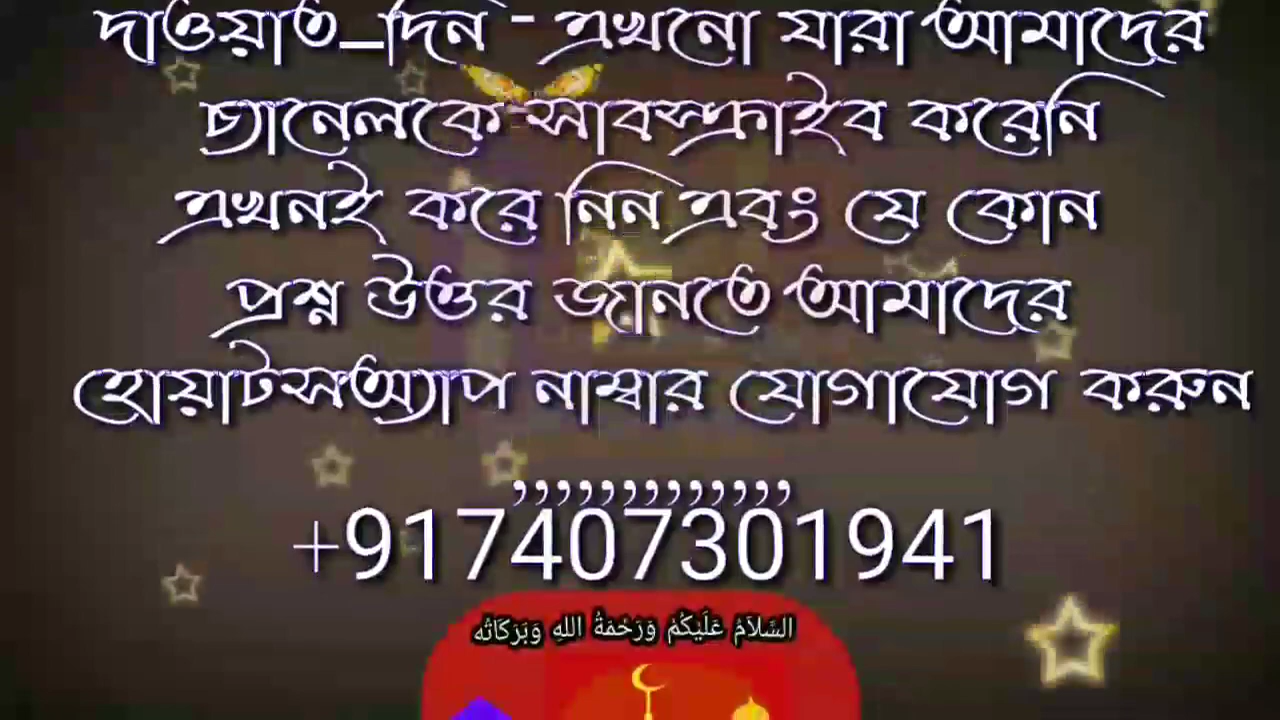 দাওয়াত_দিন - এখনো যারা আমাদের
চ্যানেলকে সাবস্ক্রাইব করেনি
এখনই করে নিন এবং যে কোন
প্রশ্ন উত্তর জানতে আমাদের
হোয়াটসঅ্যাপ নাম্বার যোগাযোগ করুন
,,,,,,,,,,,,,
+917407301941
السَّلاَمُ عَلَيْكُمْ وَرَحْمَةُ اللهِ وَبَرَكَاتُه